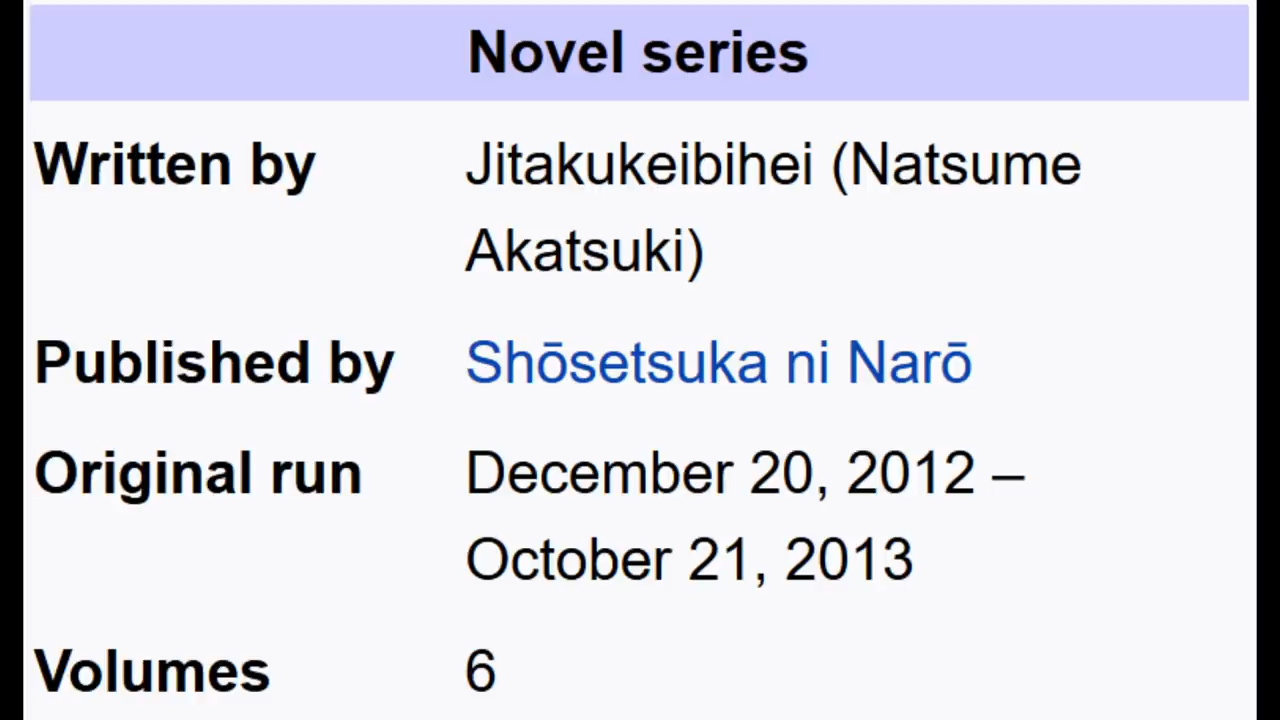 Novel series
Written by Jitakukeibihei (Natsume
Akatsuki)
Published by Shōsetsuka ni Narō
Original run December 20, 2012 –
October 21, 2013
Volumes 6